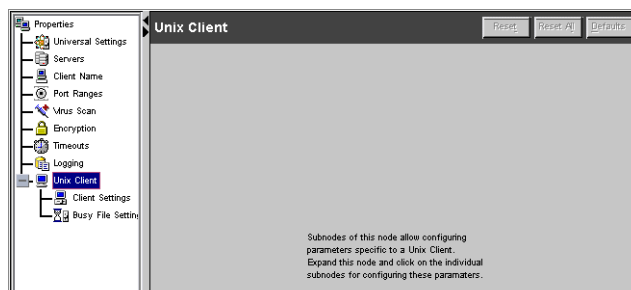 Properties
Universal Settings
Servers
Client Name
Port Ranges
Virus Scan
Encryption
Timeouts
Logging
Unix Client
Client Settings
Busy File Settin
Unix Client
Reset
Reset All
Defaults
Subnodes of this node allow configuring
parameters specific to a Unix Client.
Expand this node and click on the individual
subnodes for configuring these paramaters.